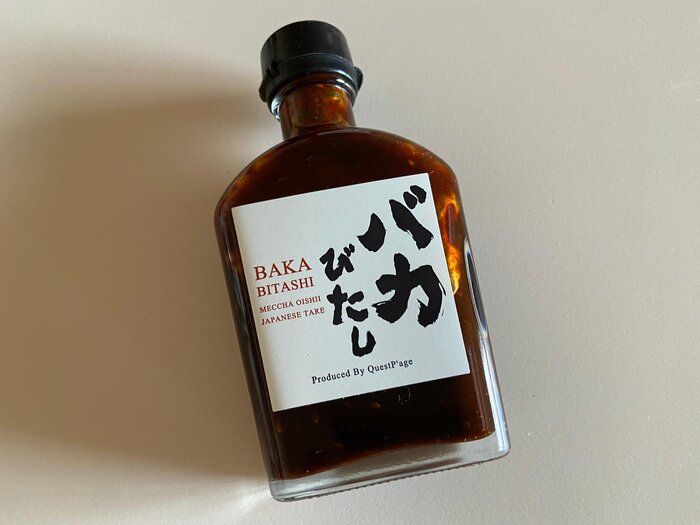 バカ
びたし
BAKA
BITASHI
MECCHA OISHII
JAPANESE TARE
Produced By QuestP'age